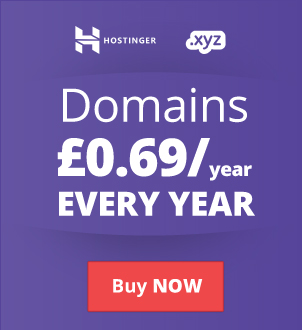 HOSTINGER .xyz
Domains
£0.69/year
EVERY YEAR
Buy NOW